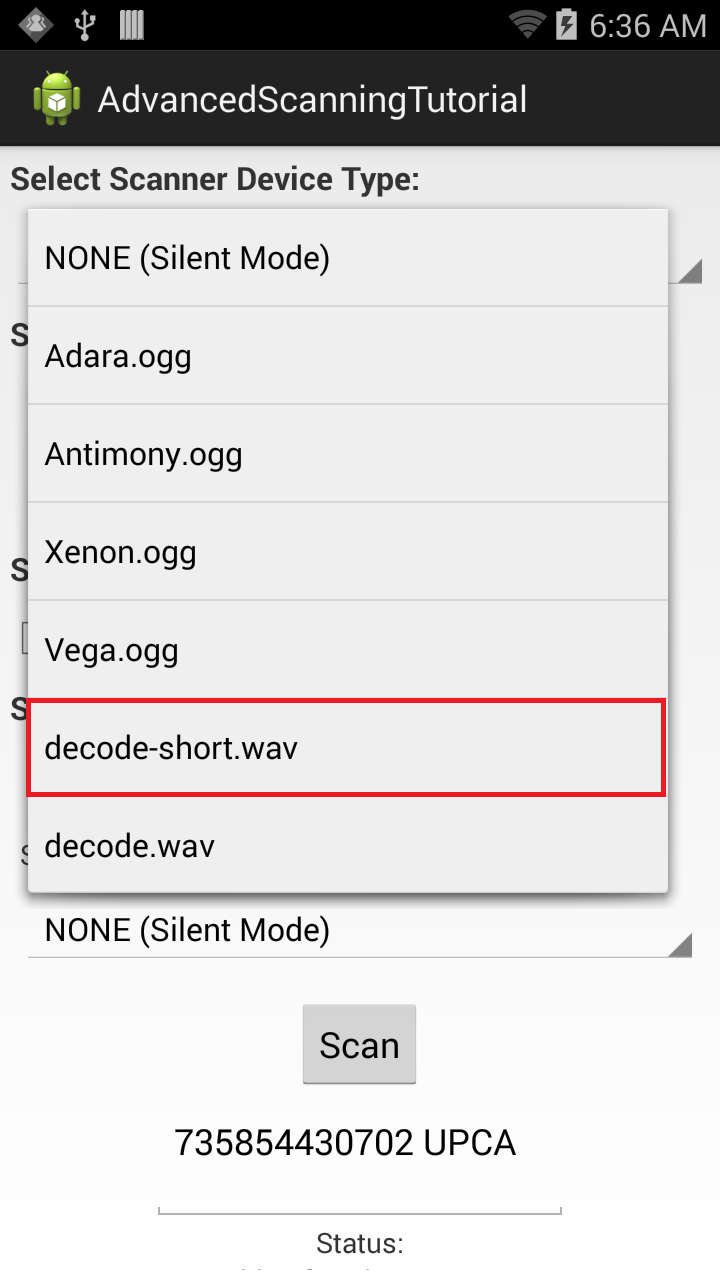 6:36 AM
AdvancedScanningTutorial
Select Scanner Device Type:
NONE (Silent Mode)
Adara.ogg
Antimony.ogg
Xenon.ogg
Vega.ogg
decode-short.wav
decode.wav
NONE (Silent Mode)
Scan
735854430702 UPCA
Status: